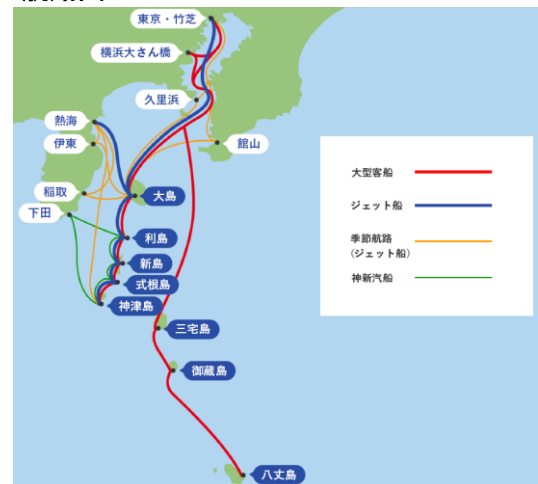 東京・竹芝
横浜大さん橋
久里浜
熱海
伊東
館山
稲取
下田
大島
利島
新島
式根島
神津島
三宅島
御蔵島
八丈島
大型客船
ジェット船
季節航路
(ジェット船)
神新汽船